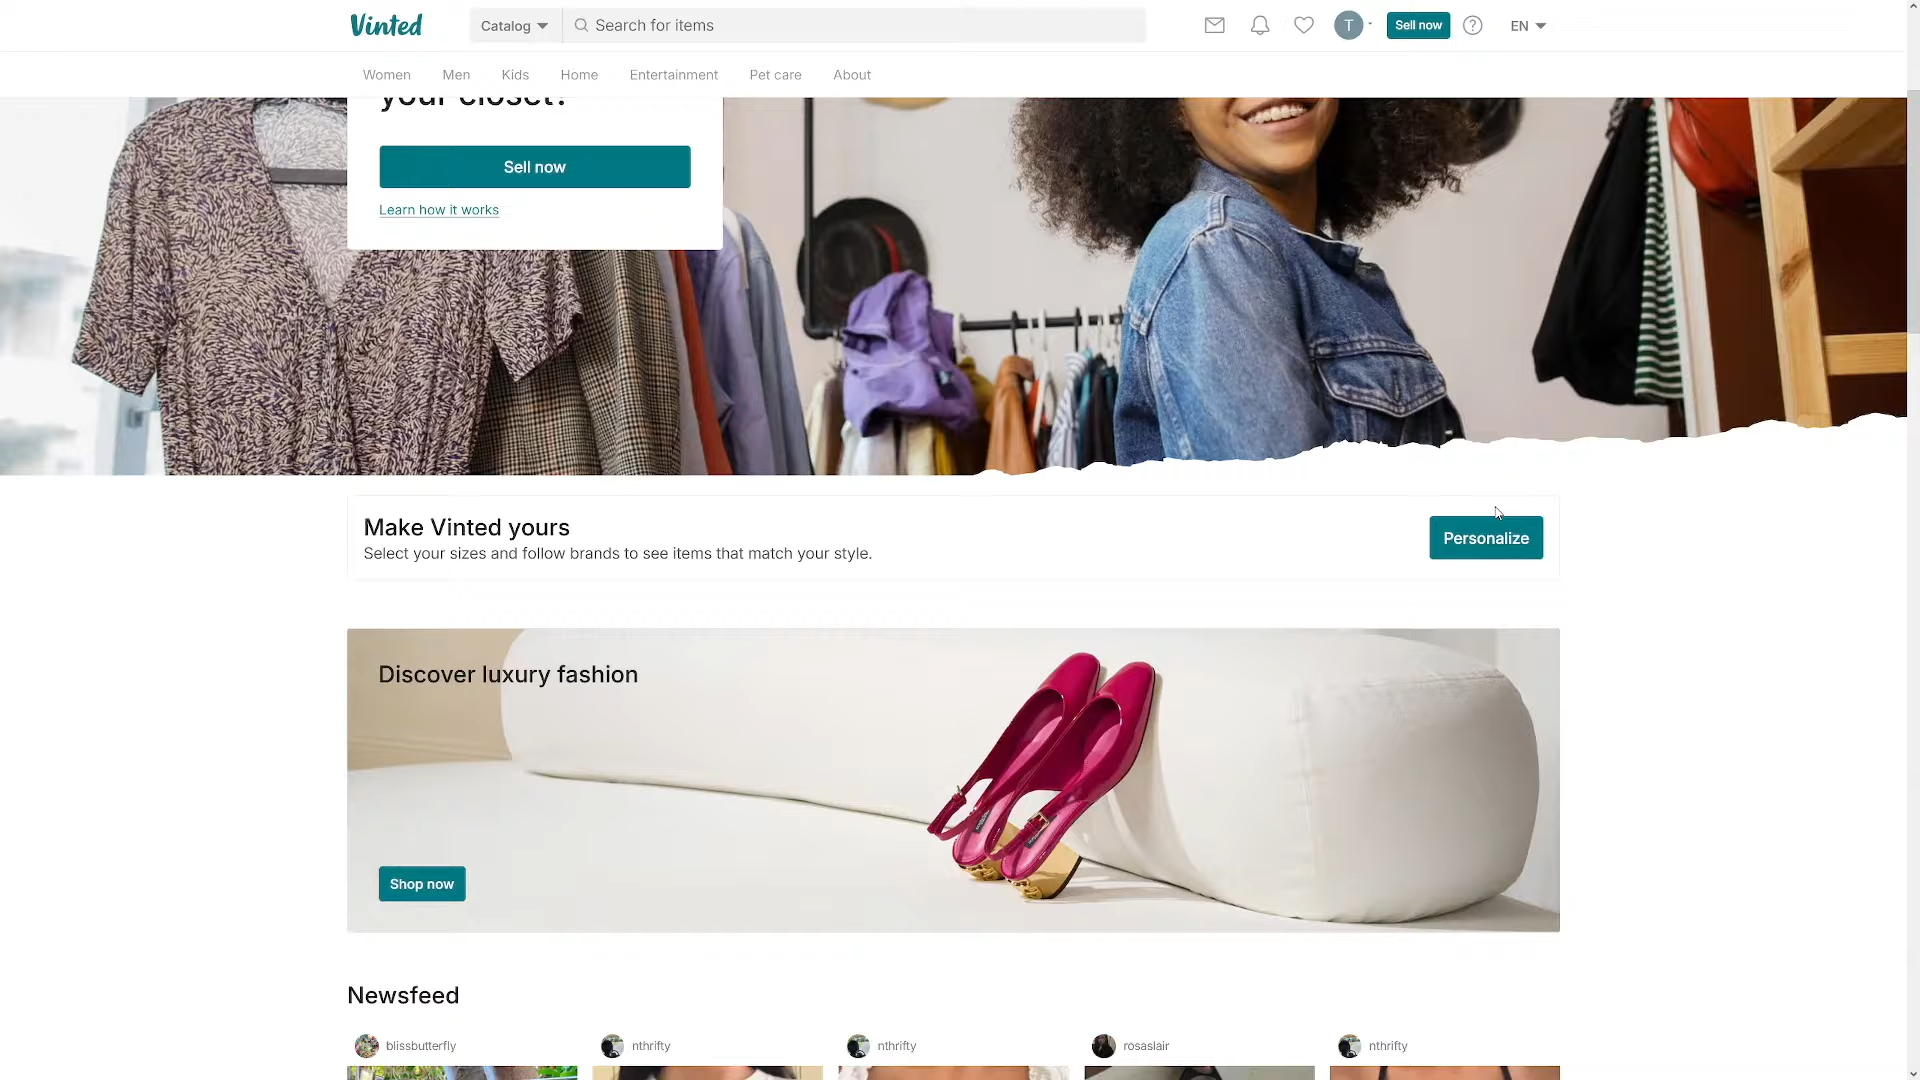 Vinted
Catalog
Search for items
T
Sell now
EN
Women
Men
Kids
Home
Entertainment
Pet care
About
your closet?
Sell now
Learn how it works
Make Vinted yours
Select your sizes and follow brands to see items that match your style.
Personalize
Discover luxury fashion
Shop now
Newsfeed
blissbutterfly
nthrifty
nthrifty
rosaslair
nthrifty